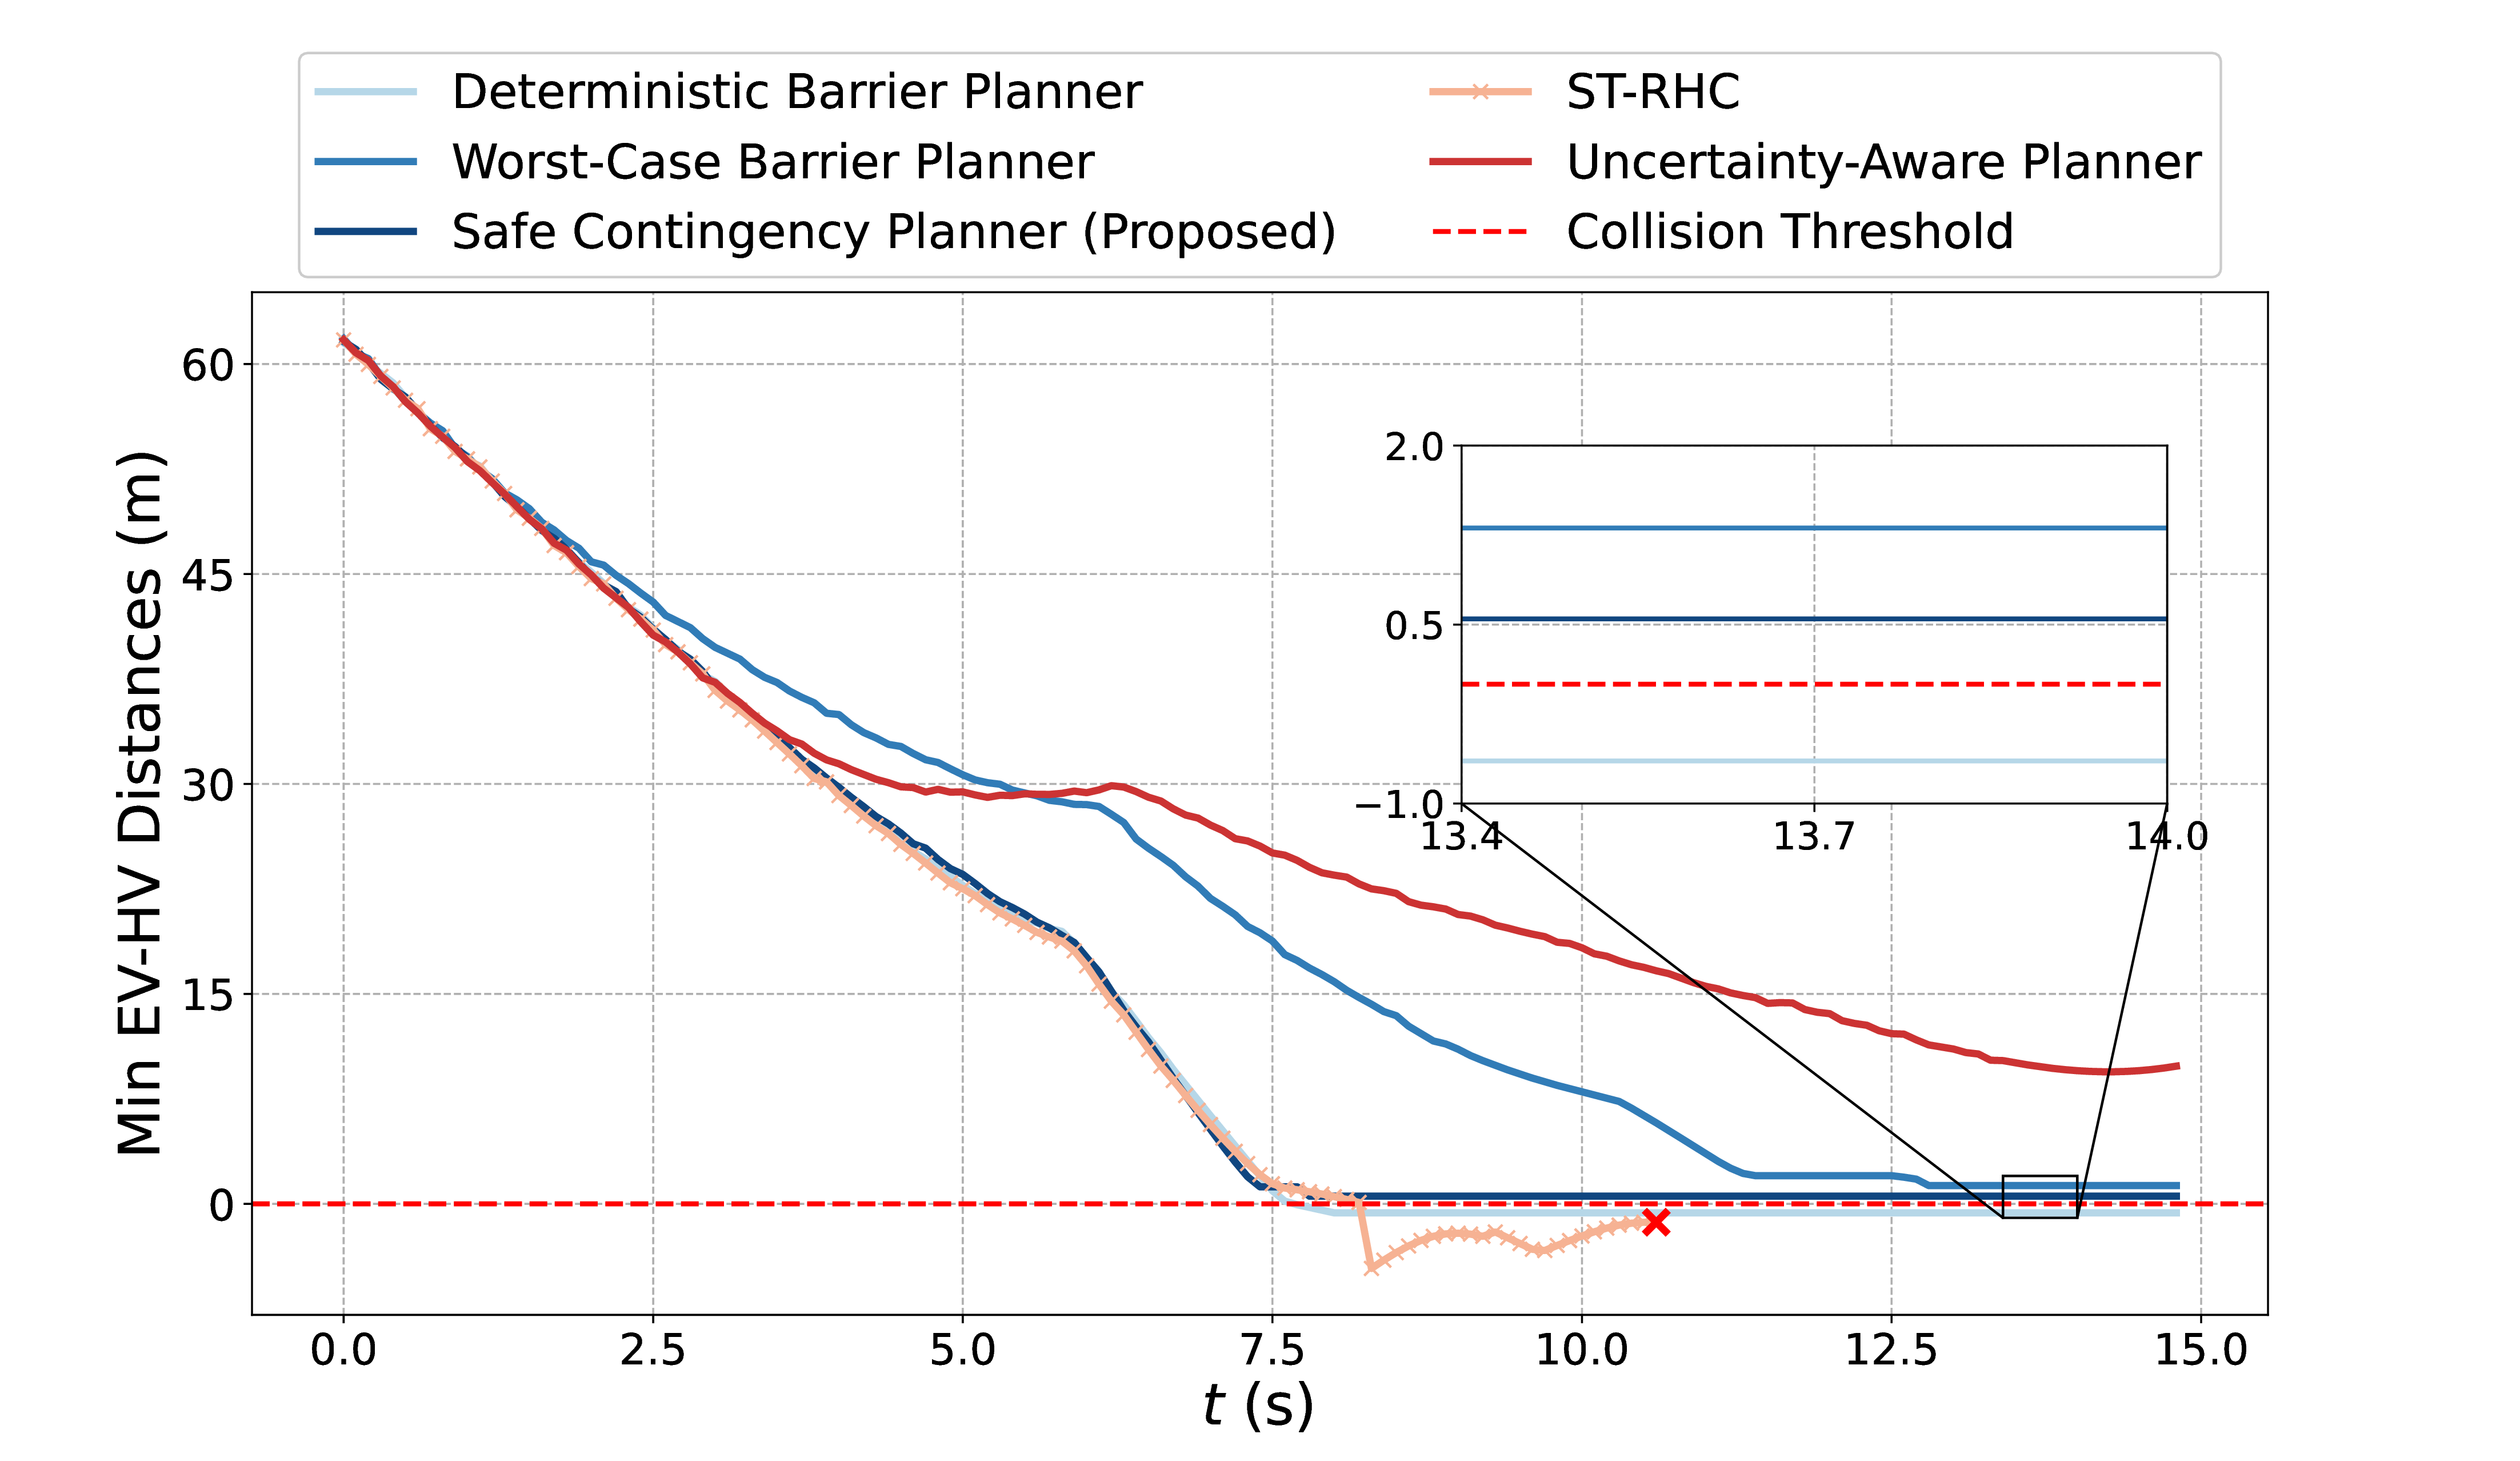 Deterministic Barrier Planner
Worst-Case Barrier Planner
Safe Contingency Planner (Proposed)
ST-RHC
Uncertainty-Aware Planner
Collision Threshold
Min EV-HV Distances (m)
60
45
30
15
0
2.0
0.5
−1.0
13.4 13.7 14.0
0.0 2.5 5.0 7.5 10.0 12.5 15.0
t (s)